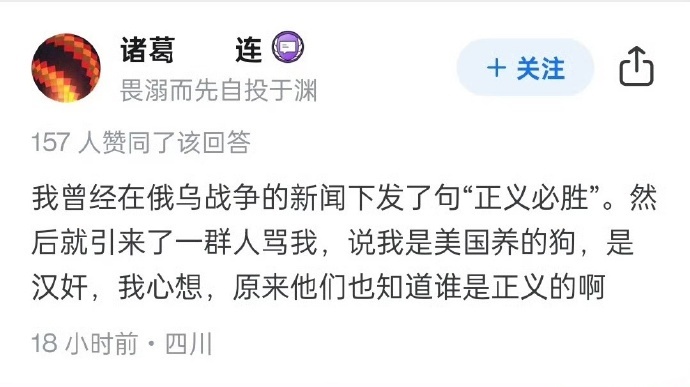 诸葛 连
+ 关注
畏溺而先自投于渊
157 人赞同了该回答
我曾经在俄乌战争的新闻下发了句“正义必胜”。然
后就引来了一群人骂我，说我是美国养的狗，是
汉奸，我心想，原来他们也知道谁是正义的啊
18 小时前・四川